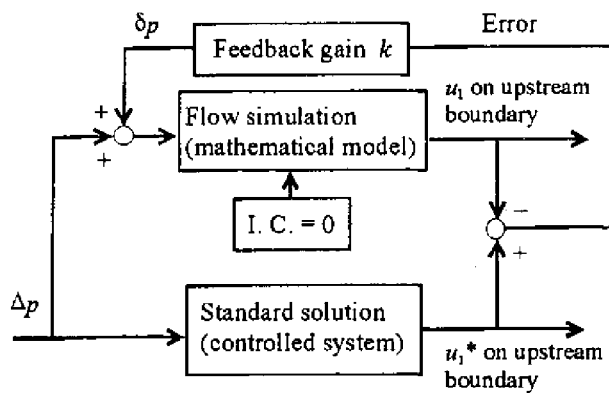 δp
Feedback gain k
Error
+
+
Flow simulation
(mathematical model)
u₁ on upstream
boundary
I. C. = 0
−
+
Δp
Standard solution
(controlled system)
u₁* on upstream
boundary